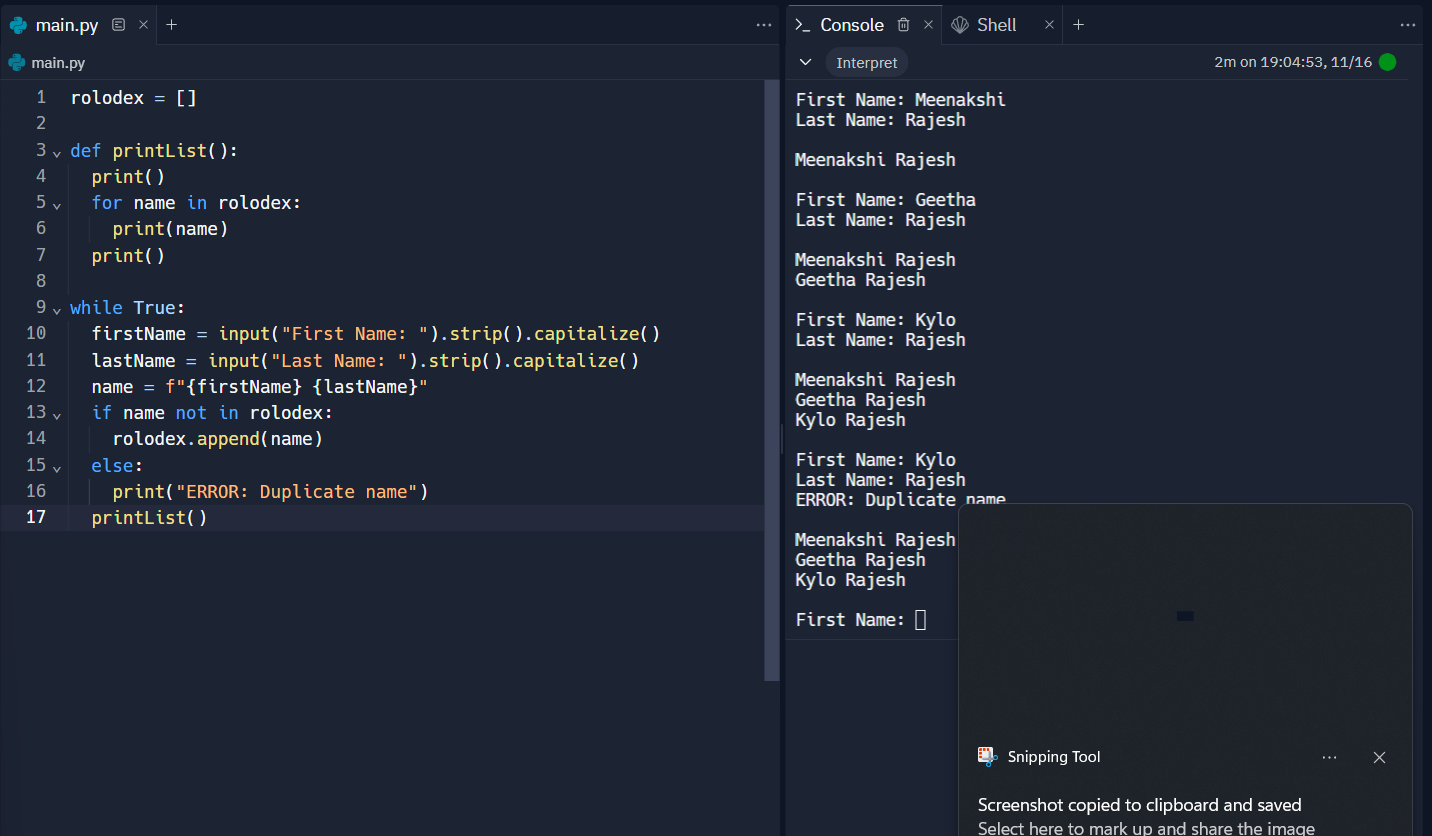 main.py
main.py
1 rolodex = []
2
3 def printList():
4   print()
5   for name in rolodex:
6     print(name)
7   print()
8
9 while True:
10   firstName = input("First Name: ").strip().capitalize()
11   lastName = input("Last Name: ").strip().capitalize()
12   name = f"{firstName} {lastName}"
13   if name not in rolodex:
14     rolodex.append(name)
15   else:
16     print("ERROR: Duplicate name")
17   printList()
Console
Shell
Interpret
2m on 19:04:53, 11/16
First Name: Meenakshi
Last Name: Rajesh
Meenakshi Rajesh
First Name: Geetha
Last Name: Rajesh
Meenakshi Rajesh
Geetha Rajesh
First Name: Kylo
Last Name: Rajesh
Meenakshi Rajesh
Geetha Rajesh
Kylo Rajesh
First Name: Kylo
Last Name: Rajesh
ERROR: Duplicate name
Meenakshi Rajesh
Geetha Rajesh
Kylo Rajesh
First Name:
Snipping Tool
Screenshot copied to clipboard and saved
Select here to mark up and share the image